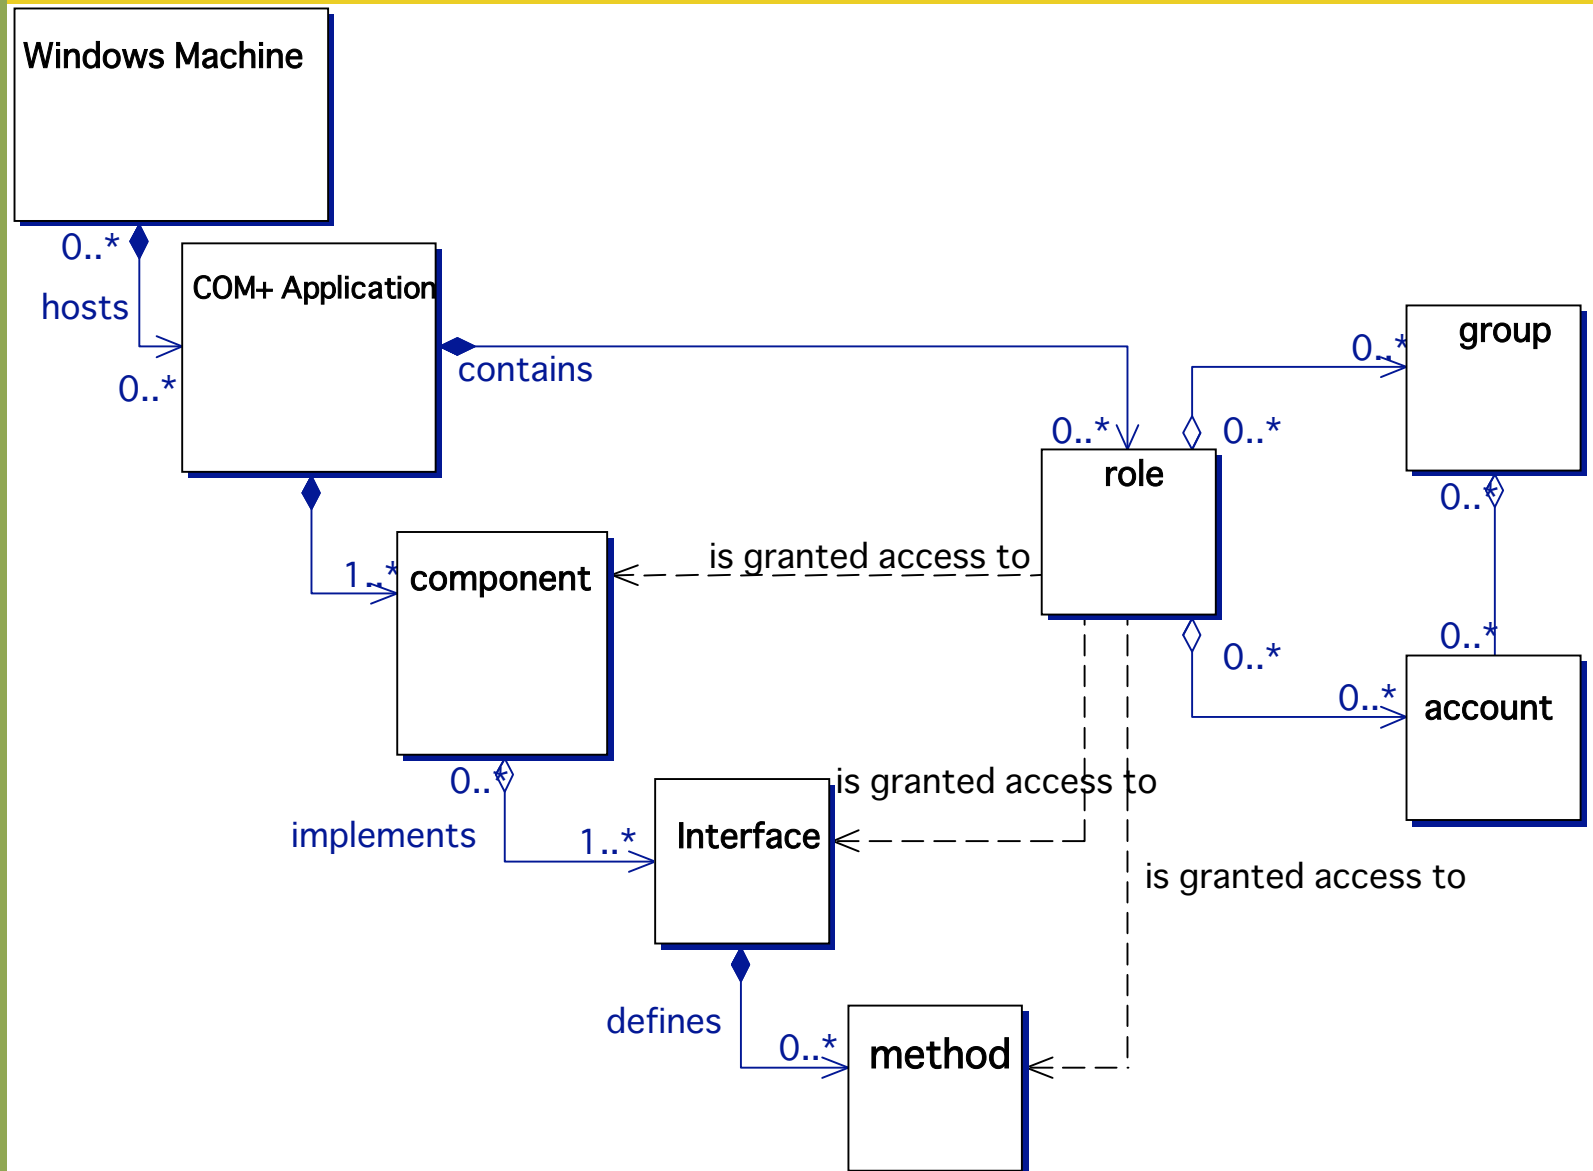 Windows Machine
0..*
hosts
0..*
COM+ Application
contains
0..*
role
0..*
0..*
group
0..*
0..*
account
0..*
0..*
1..*
component
is granted access to
0..*
implements
1..*
Interface
is granted access to
is granted access to
defines
0..*
method